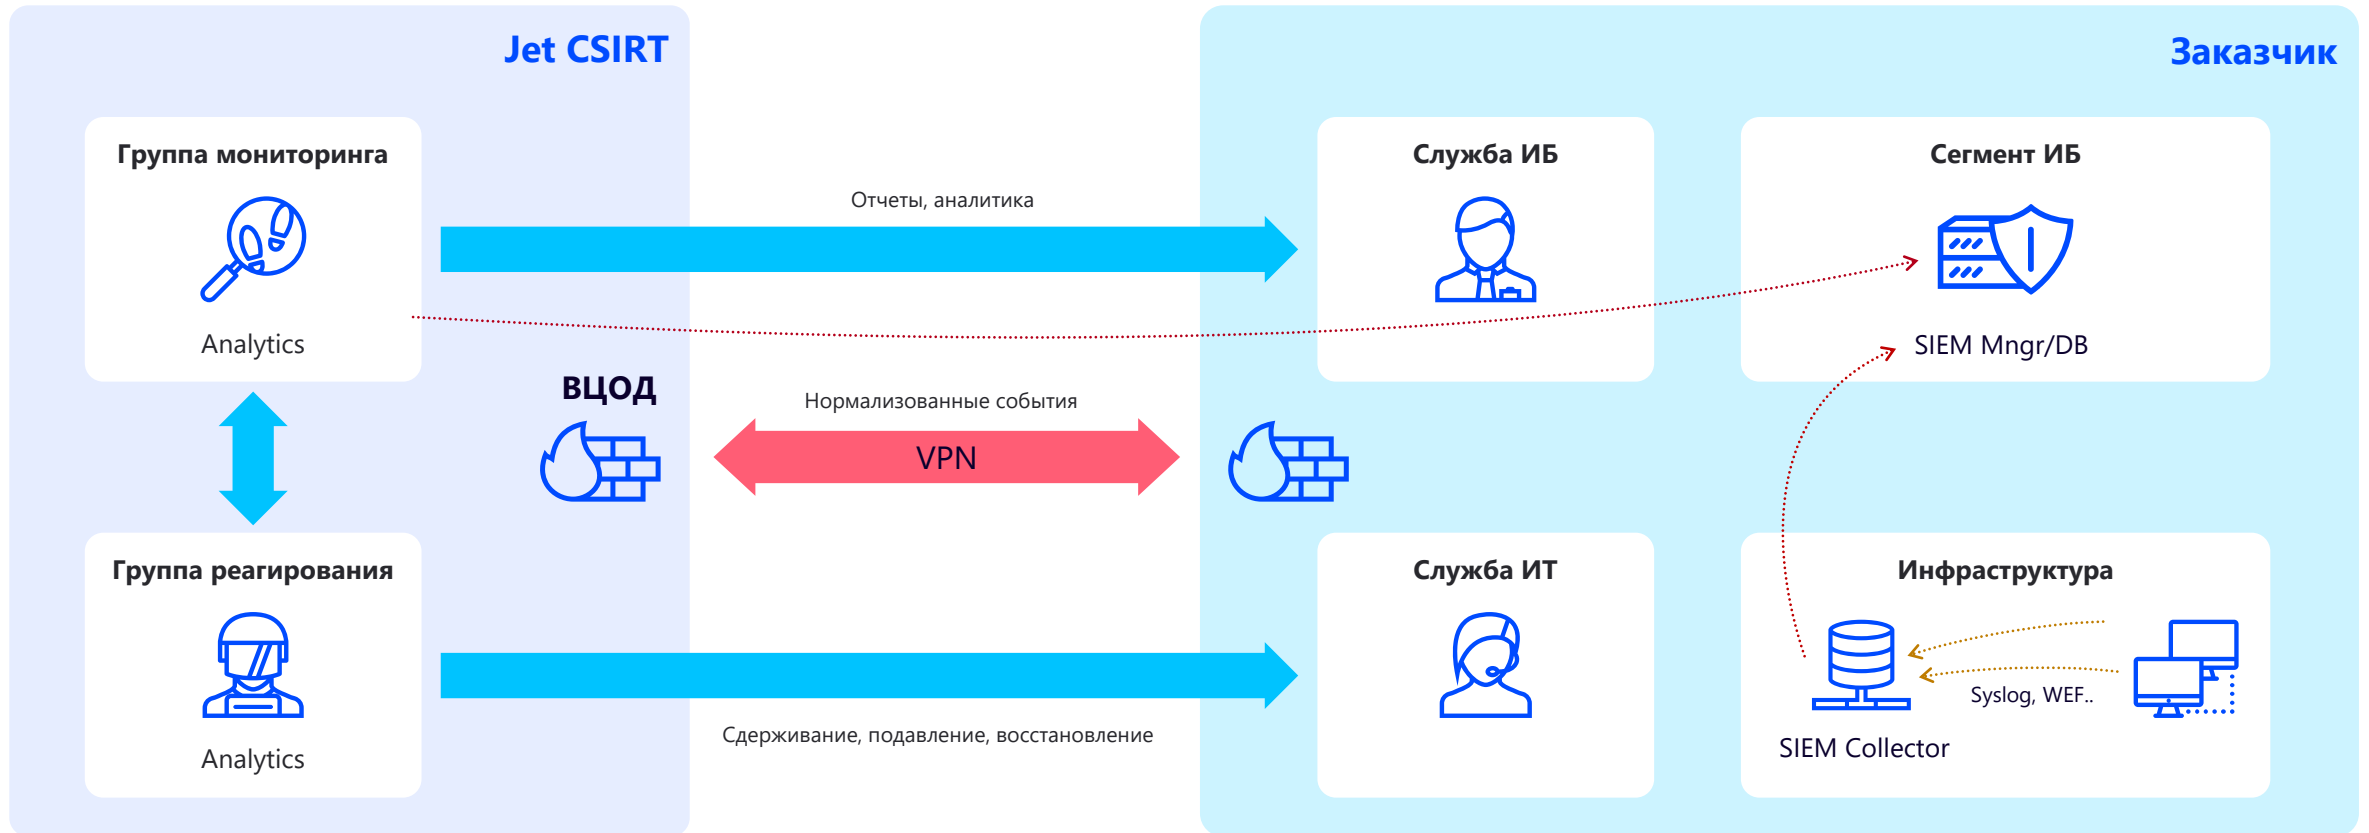 Jet CSIRT
Заказчик
Группа мониторинга
Analytics
Отчеты, аналитика
Служба ИБ
Сегмент ИБ
SIEM Mngr/DB
ВЦОД
Нормализованные события
VPN
Группа реагирования
Analytics
Сдерживание, подавление, восстановление
Служба ИТ
Инфраструктура
Syslog, WEF..
SIEM Collector